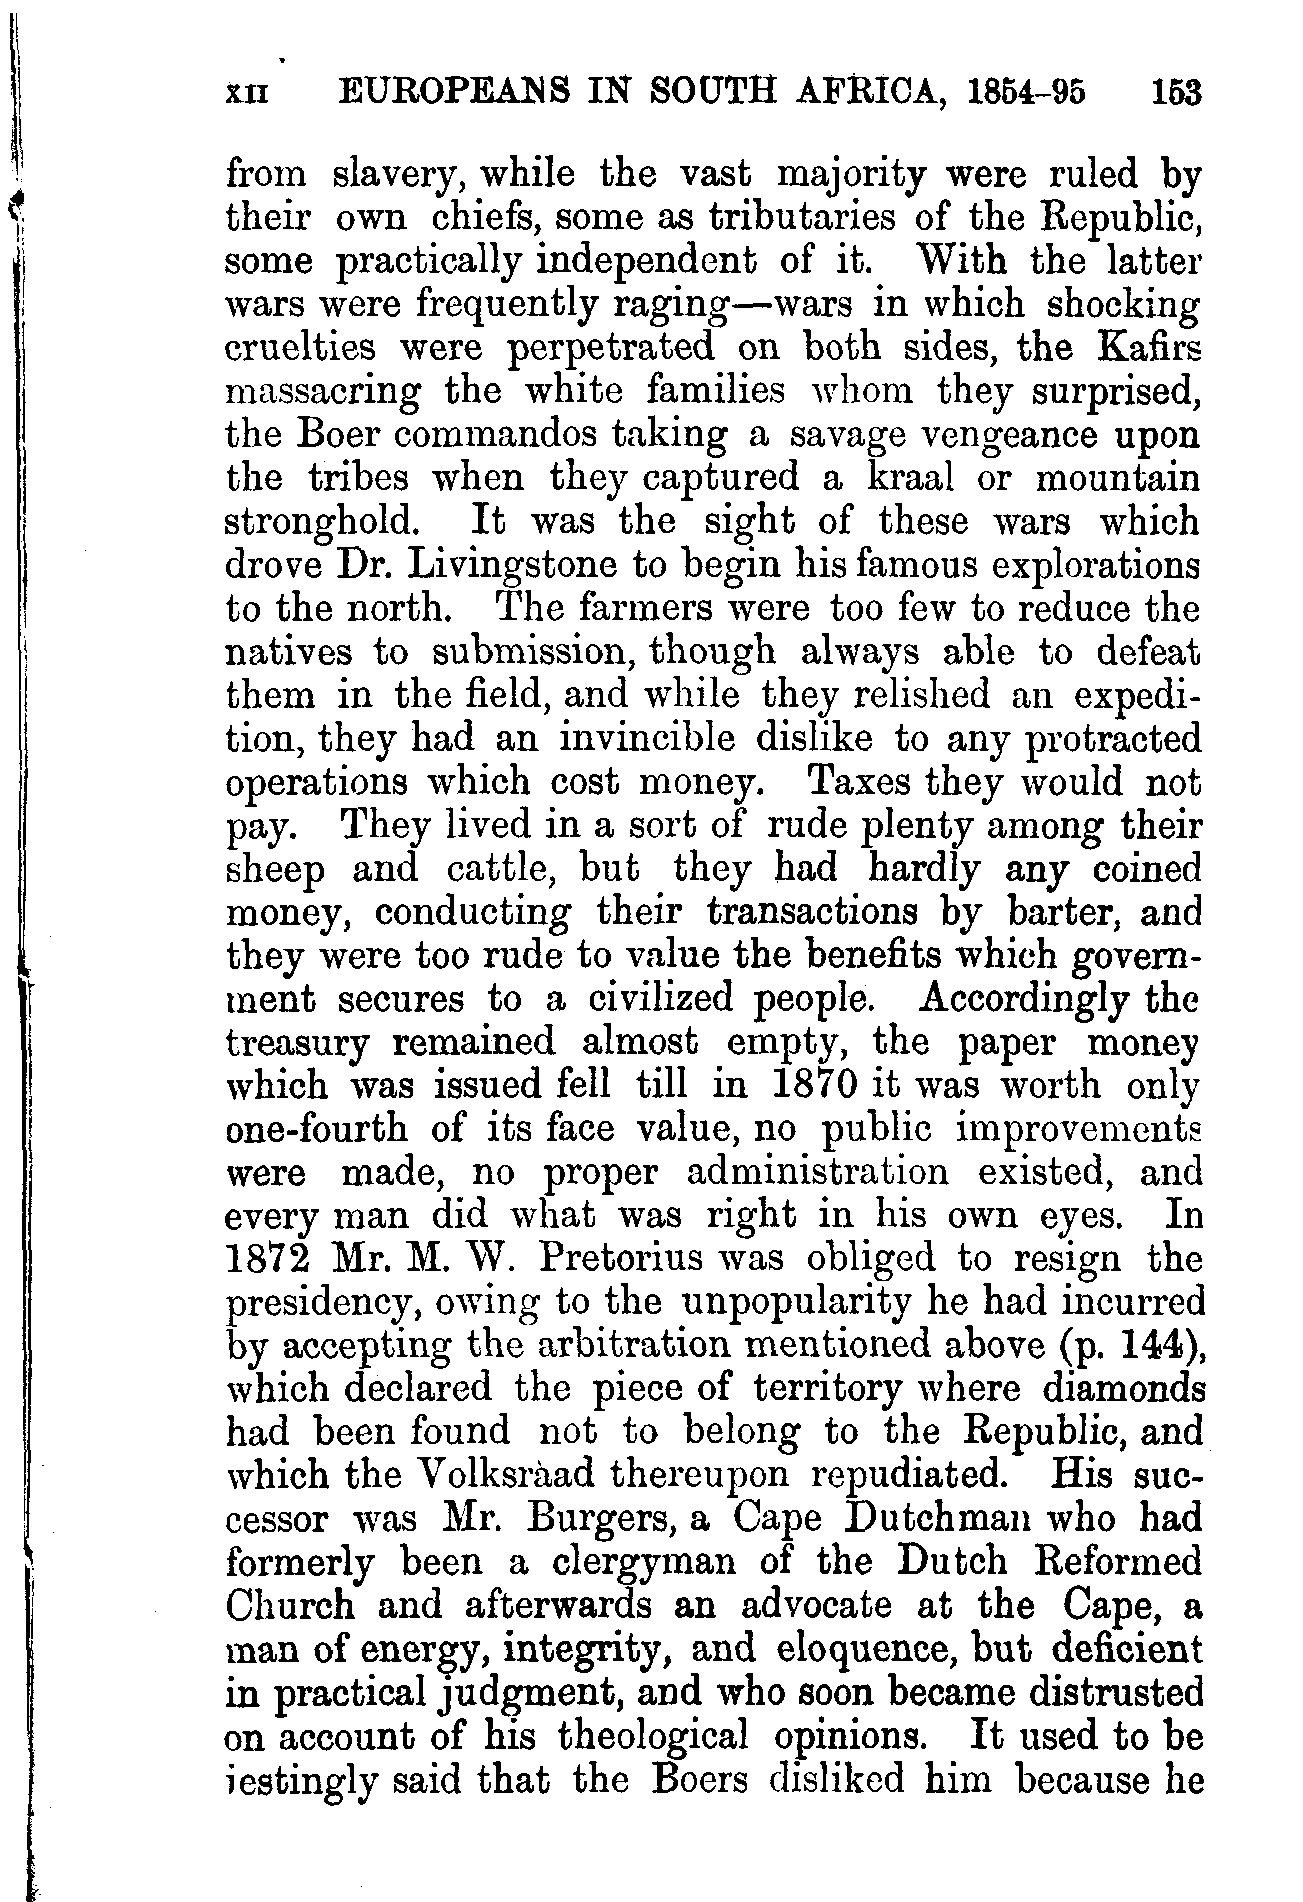 XII EUROPEANS IN SOUTH AFRICA, 1854–95 153
from slavery, while the vast majority were ruled by
their own chiefs, some as tributaries of the Republic,
some practically independent of it. With the latter
wars were frequently raging—wars in which shocking
cruelties were perpetrated on both sides, the Kafirs
massacring the white families whom they surprised,
the Boer commandos taking a savage vengeance upon
the tribes when they captured a kraal or mountain
stronghold. It was the sight of these wars which
drove Dr. Livingstone to begin his famous explorations
to the north. The farmers were too few to reduce the
natives to submission, though always able to defeat
them in the field, and while they relished an expedi-
tion, they had an invincible dislike to any protracted
operations which cost money. Taxes they would not
pay. They lived in a sort of rude plenty among their
sheep and cattle, but they had hardly any coined
money, conducting their transactions by barter, and
they were too rude to value the benefits which govern-
ment secures to a civilized people. Accordingly the
treasury remained almost empty, the paper money
which was issued fell till in 1870 it was worth only
one-fourth of its face value, no public improvements
were made, no proper administration existed, and
every man did what was right in his own eyes. In
1872 Mr. M. W. Pretorius was obliged to resign the
presidency, owing to the unpopularity he had incurred
by accepting the arbitration mentioned above (p. 144),
which declared the piece of territory where diamonds
had been found not to belong to the Republic, and
which the Volksràad thereupon repudiated. His suc-
cessor was Mr. Burgers, a Cape Dutchman who had
formerly been a clergyman of the Dutch Reformed
Church and afterwards an advocate at the Cape, a
man of energy, integrity, and eloquence, but deficient
in practical judgment, and who soon became distrusted
on account of his theological opinions. It used to be
jestingly said that the Boers disliked him because he